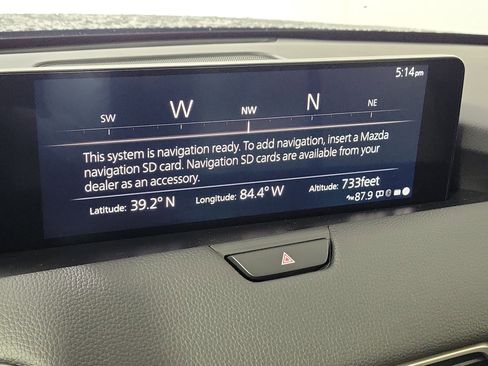 5:14pm
SW W NW N NE
This system is navigation ready. To add navigation, insert a Mazda
navigation SD card. Navigation SD cards are available from your
dealer as an accessory.
Latitude: 39.2° N Longitude: 84.4° W Altitude: 733feet
87.9